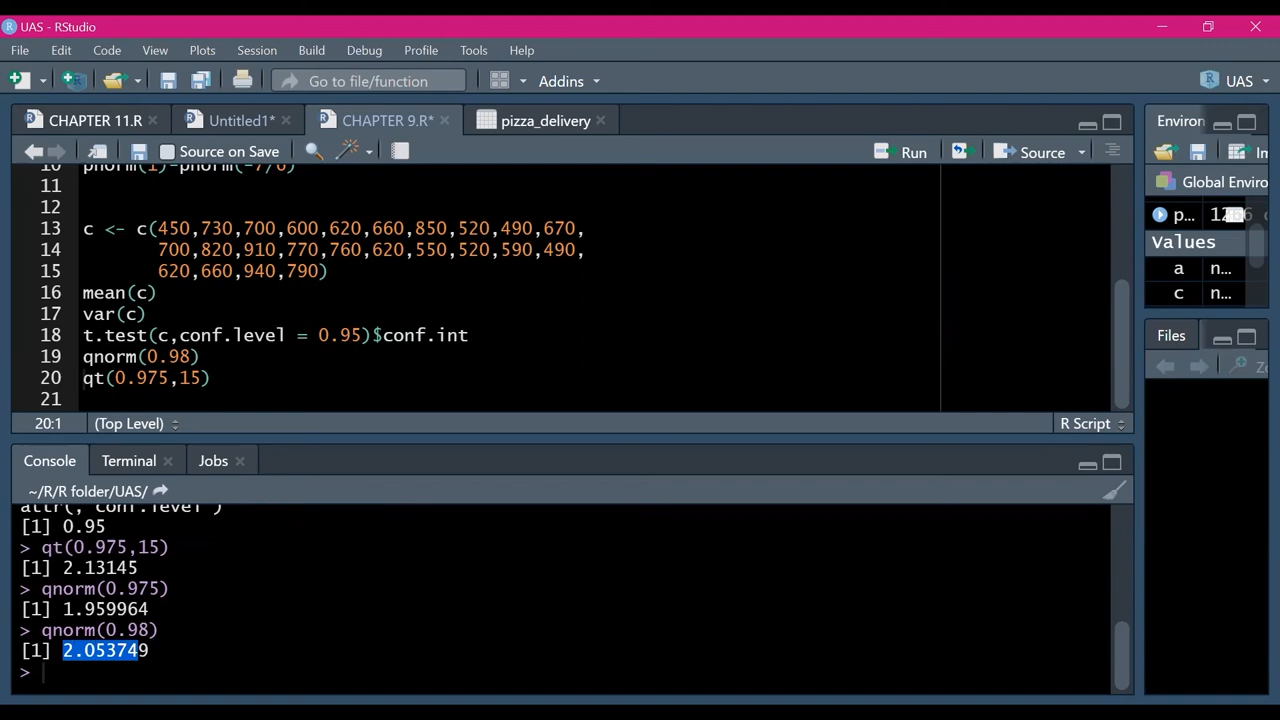 UAS - RStudio
File Edit Code View Plots Session Build Debug Profile Tools Help
Go to file/function Addins UAS
CHAPTER 11.R Untitled1* CHAPTER 9.R* pizza_delivery Environ
Source on Save Run Source
Global Enviro
10 pnorm(1)-pnorm(-7/6)
11 p...
12 Values
13 c <- c(450,730,700,600,620,660,850,520,490,670,
14 700,820,910,770,760,620,550,520,590,490,
15 620,660,940,790) a n...
16 mean(c) c n...
17 var(c)
18 t.test(c,conf.level = 0.95)$conf.int Files
19 qnorm(0.98)
20 qt(0.975,15)
21
20:1 (Top Level) R Script
Console Terminal Jobs
~/R/R folder/UAS/
attr(,"conf.level")
[1] 0.95
> qt(0.975,15)
[1] 2.13145
> qnorm(0.975)
[1] 1.959964
> qnorm(0.98)
[1] 2.053749
>